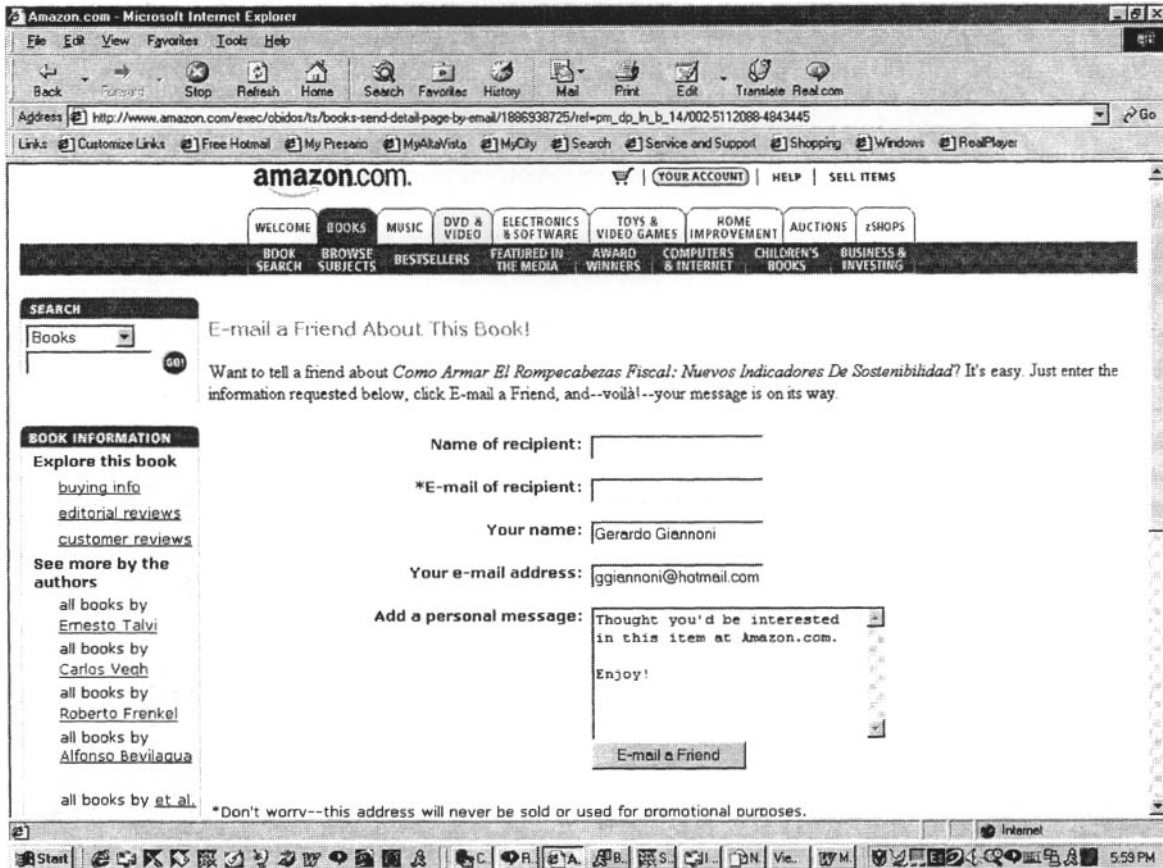 Amazon.com - Microsoft Internet Explorer
File Edit View Favorites Tools Help
Back Forward Stop Refresh Home Search Favorites History Mail Print Edit Translate Real.com
Address http://www.amazon.com/exec/obidos/ts/books-send-detail-page-by-email/1886938725/ref=pm_dp_ln_b_14/002-5112088-4843445 Go
Links Customize Links Free Hotmail My Presario MyAltaVista MyCity Search Service and Support Shopping Windows RealPlayer
amazon.com. YOUR ACCOUNT | HELP | SELL ITEMS
WELCOME BOOKS MUSIC DVD & VIDEO ELECTRONICS & SOFTWARE TOYS & VIDEO GAMES HOME IMPROVEMENT AUCTIONS zSHOPS
BOOK SEARCH BROWSE SUBJECTS BESTSELLERS FEATURED IN THE MEDIA AWARD WINNERS COMPUTERS & INTERNET CHILDREN'S BOOKS BUSINESS & INVESTING
SEARCH
Books
GO!
BOOK INFORMATION
Explore this book
buying info
editorial reviews
customer reviews
See more by the
authors
all books by
Ernesto Talvi
all books by
Carlos Vegh
all books by
Roberto Frenkel
all books by
Alfonso Bevilaqua
all books by et al.
E-mail a Friend About This Book!
Want to tell a friend about Como Armar El Rompecabezas Fiscal: Nuevos Indicadores De Sostenibilidad? It's easy. Just enter the
information requested below, click E-mail a Friend, and--voilà!--your message is on its way.
Name of recipient:
*E-mail of recipient:
Your name: Gerardo Giannoni
Your e-mail address: ggiannoni@hotmail.com
Add a personal message: Thought you'd be interested
in this item at Amazon.com.
Enjoy!
E-mail a Friend
*Don't worry--this address will never be sold or used for promotional purposes.
Internet
Start C.. R.. A.. B.. S.. I... N.. Vie.. M.. 5:59 PM